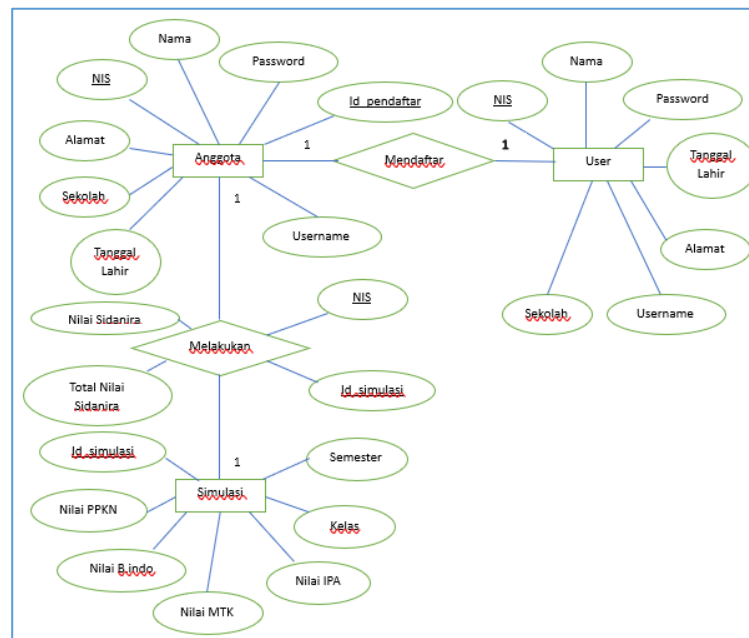 Nama
Password
NIS
Id_pendaftar
Alamat
Anggota
1
Mendaftar
1
User
Nama
NIS
Password
Tanggal
Lahir
Sekolab
1
Username
Tanggal
Lahir
Alamat
Sekolab
Username
Nilai Sidanira
NIS
Melakukan
Total Nilai
Sidanira
Id_simulasi
Id_simulasi
1
Semester
Simulasi
Nilai PPKN
Kelas
Nilai B.indo
Nilai IPA
Nilai MTK